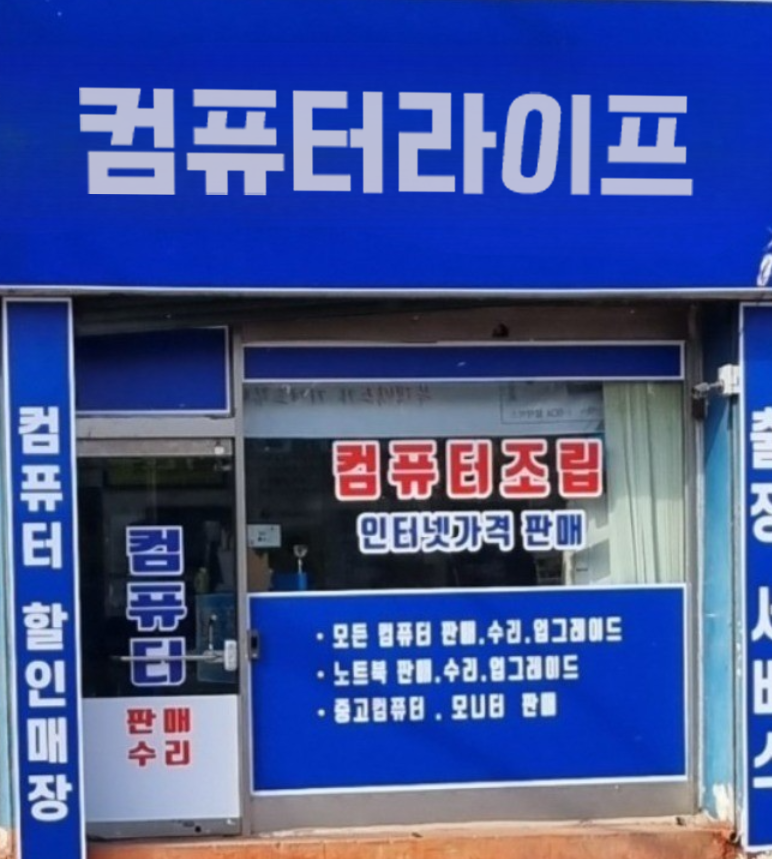 컴퓨터라이프
컴퓨터 할인매장
컴퓨터
판매
수리
컴퓨터조립
인터넷가격 판매
· 모든 컴퓨터 판매.수리.업그레이드
· 노트북 판매.수리.업그레이드
· 중고컴퓨터 . 모니터 판매
출장 서비스